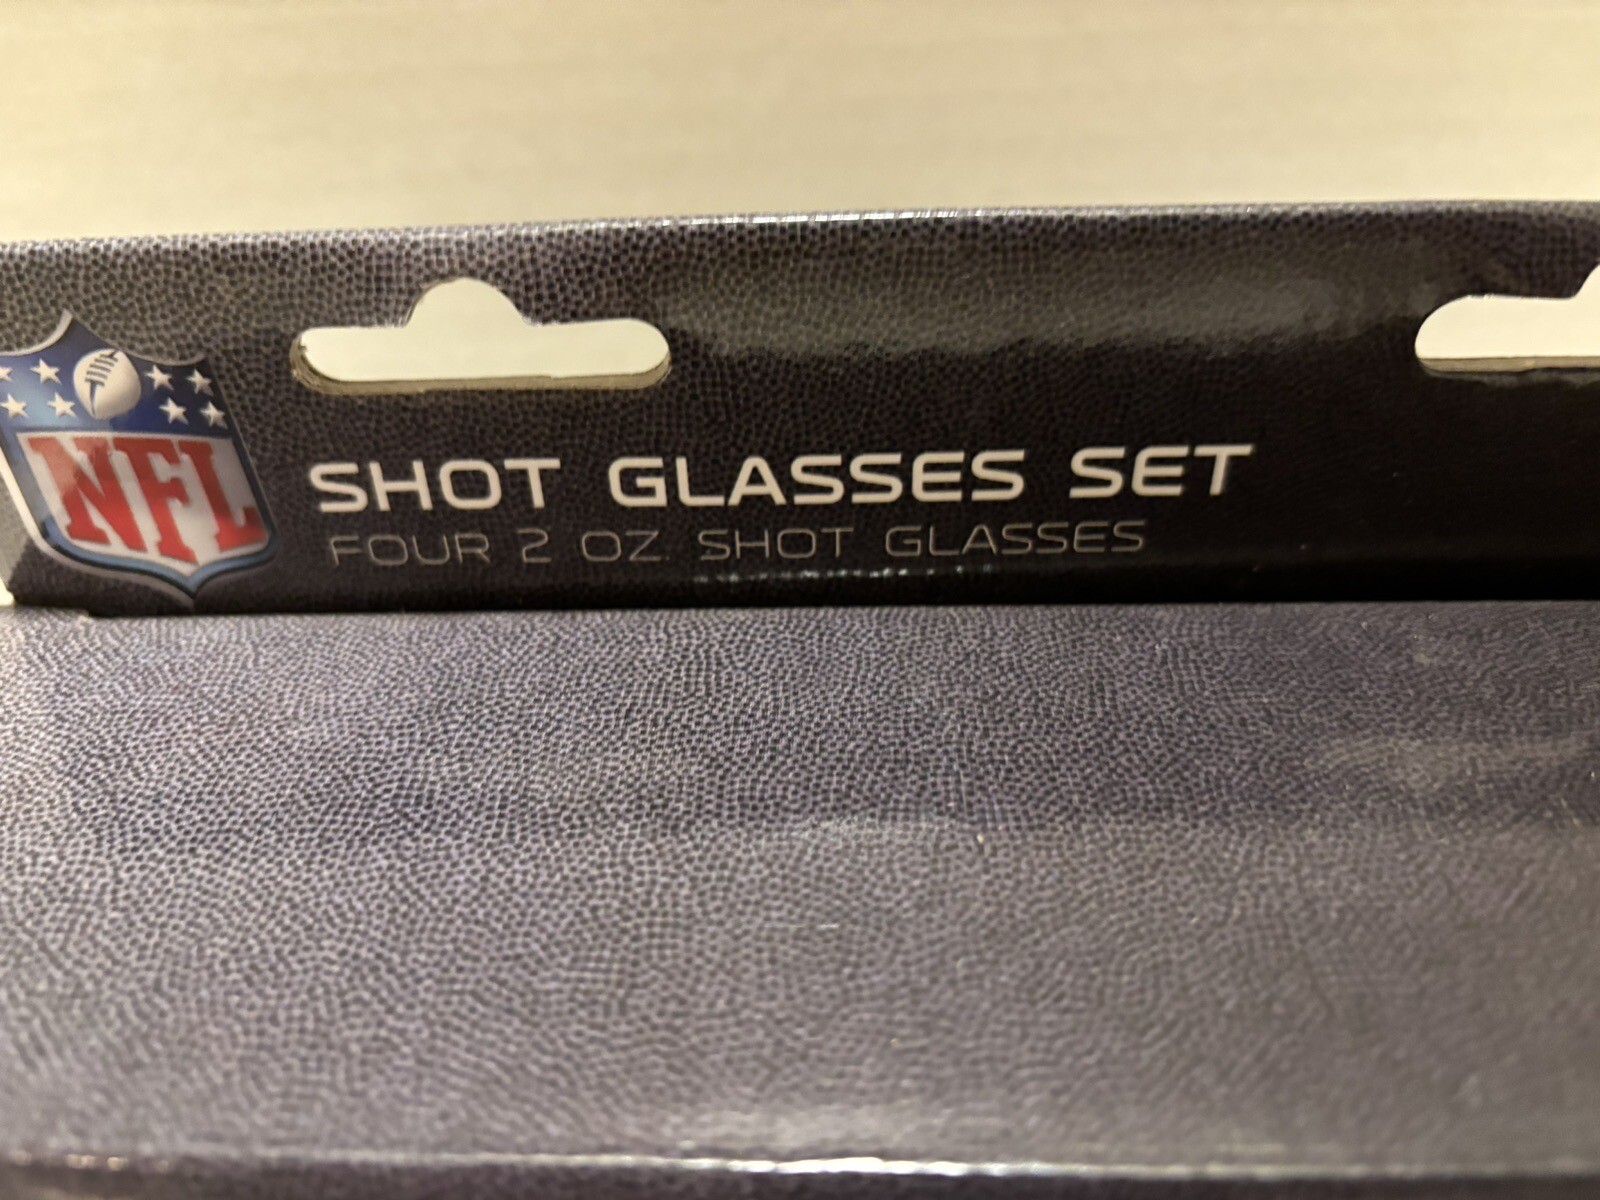 NFL
SHOT GLASSES SET
FOUR 2 OZ. SHOT GLASSES